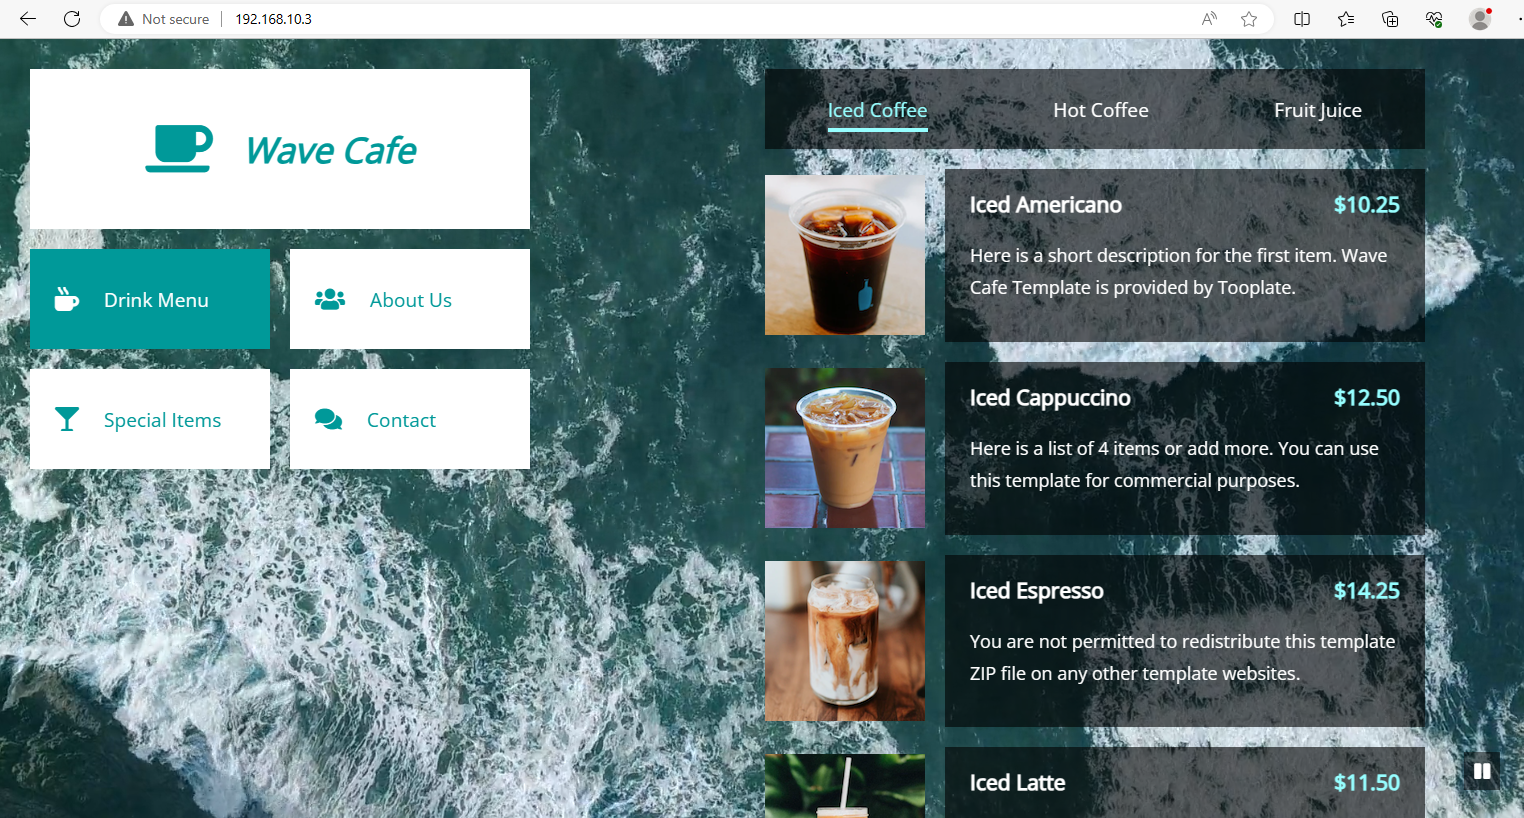 Not secure
192.168.10.3
Wave Cafe
Drink Menu
About Us
Special Items
Contact
Iced Coffee
Hot Coffee
Fruit Juice
Iced Americano
$10.25
Here is a short description for the first item. Wave
Cafe Template is provided by Tooplate.
Iced Cappuccino
$12.50
Here is a list of 4 items or add more. You can use
this template for commercial purposes.
Iced Espresso
$14.25
You are not permitted to redistribute this template
ZIP file on any other template websites.
Iced Latte
$11.50